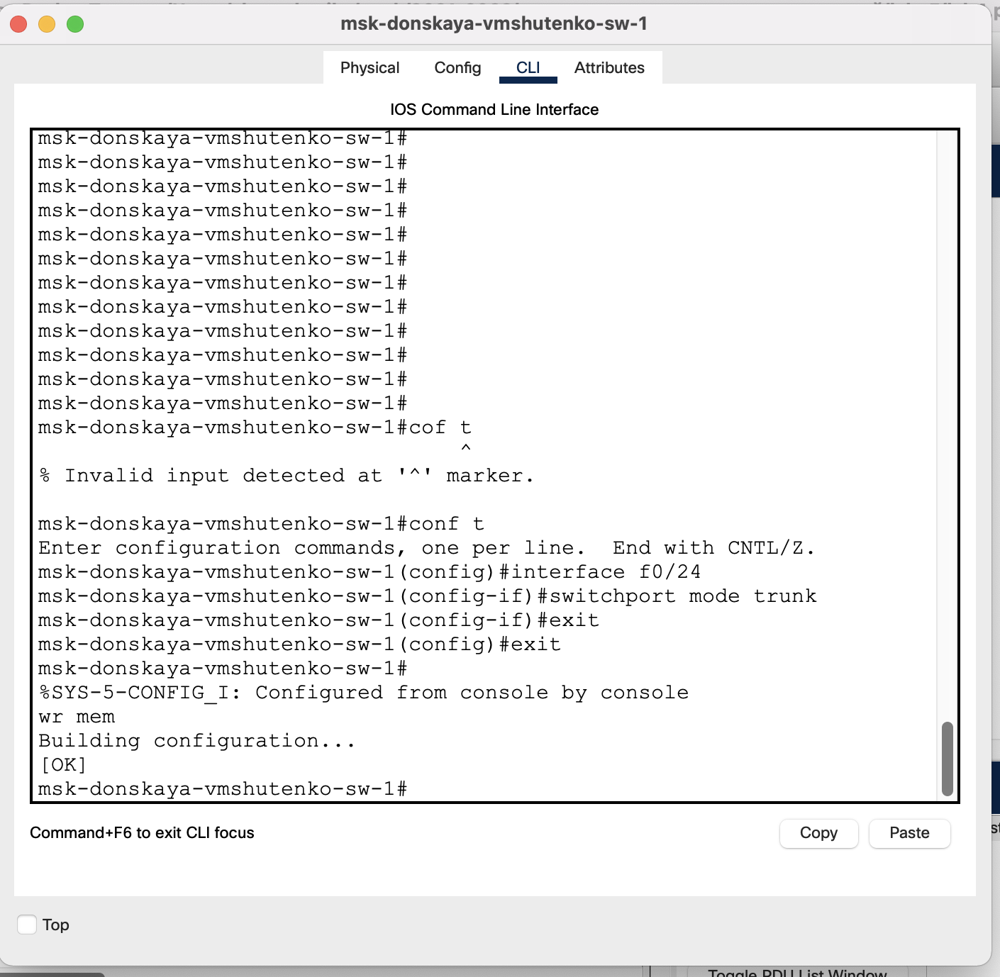 msk-donskaya-vmshutenko-sw-1
Physical Config CLI Attributes
IOS Command Line Interface
msk-donskaya-vmshutenko-sw-1#
msk-donskaya-vmshutenko-sw-1#
msk-donskaya-vmshutenko-sw-1#
msk-donskaya-vmshutenko-sw-1#
msk-donskaya-vmshutenko-sw-1#
msk-donskaya-vmshutenko-sw-1#
msk-donskaya-vmshutenko-sw-1#
msk-donskaya-vmshutenko-sw-1#
msk-donskaya-vmshutenko-sw-1#
msk-donskaya-vmshutenko-sw-1#
msk-donskaya-vmshutenko-sw-1#
msk-donskaya-vmshutenko-sw-1#
msk-donskaya-vmshutenko-sw-1#cof t
^
% Invalid input detected at '^' marker.
msk-donskaya-vmshutenko-sw-1#conf t
Enter configuration commands, one per line.  End with CNTL/Z.
msk-donskaya-vmshutenko-sw-1(config)#interface f0/24
msk-donskaya-vmshutenko-sw-1(config-if)#switchport mode trunk
msk-donskaya-vmshutenko-sw-1(config-if)#exit
msk-donskaya-vmshutenko-sw-1(config)#exit
msk-donskaya-vmshutenko-sw-1#
%SYS-5-CONFIG_I: Configured from console by console
wr mem
Building configuration...
[OK]
msk-donskaya-vmshutenko-sw-1#
Command+F6 to exit CLI focus
Copy Paste
Top
Toggle PDU List Window